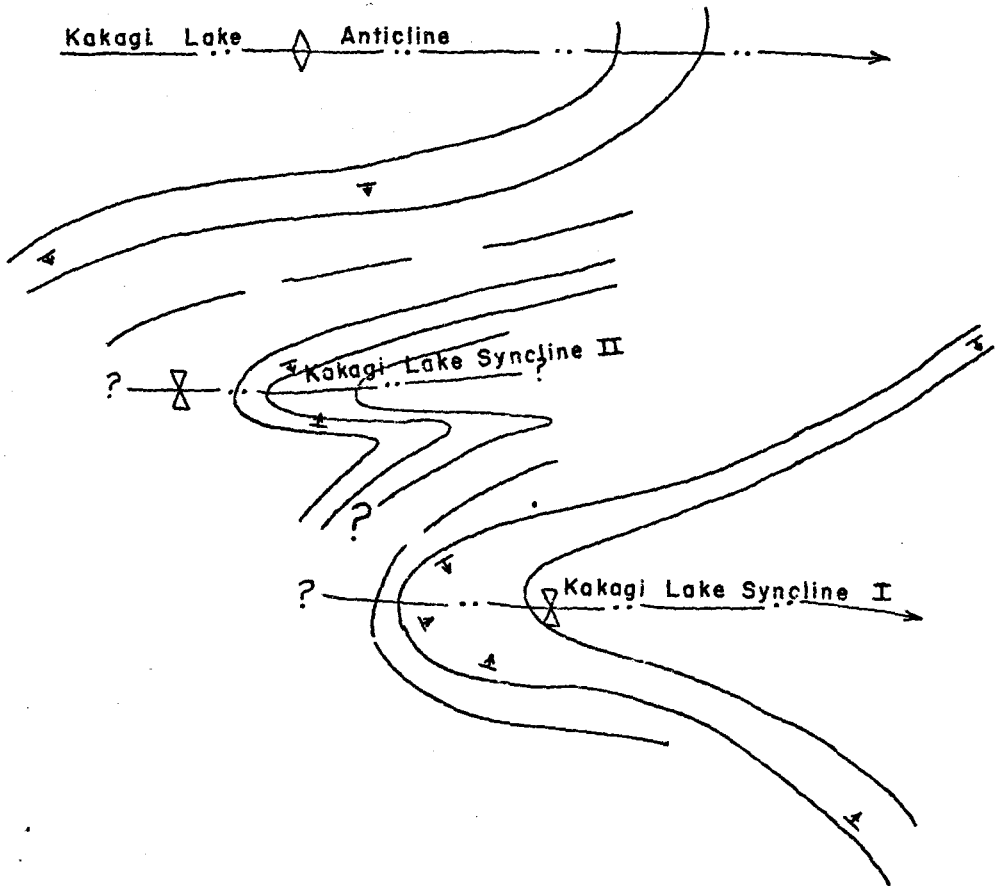 Kakagi Lake Anticline
Kakagi Lake Syncline II
? ?
?
? Kakagi Lake Syncline I